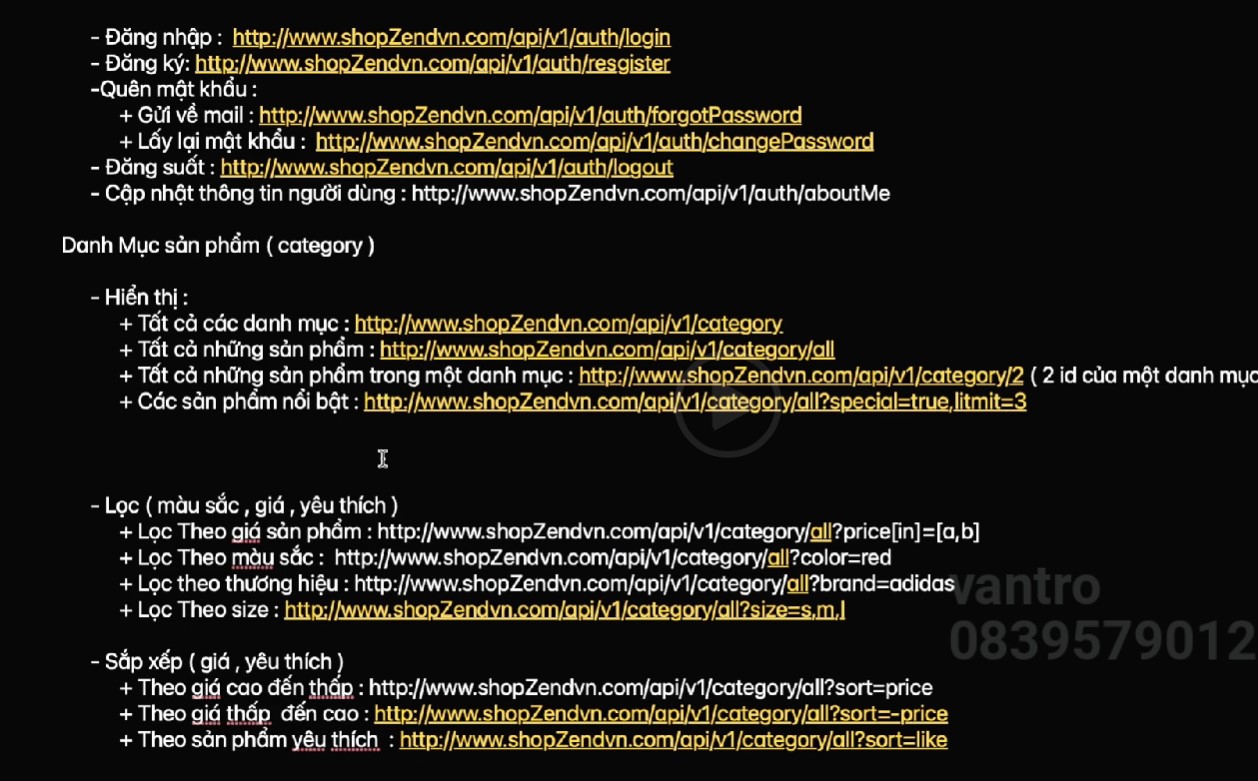 - Đăng nhập : http://www.shopZendvn.com/api/v1/auth/login
- Đăng ký: http://www.shopZendvn.com/api/v1/auth/resgister
-Quên mật khẩu :
+ Gửi về mail : http://www.shopZendvn.com/api/v1/auth/forgotPassword
+ Lấy lại mật khẩu : http://www.shopZendvn.com/api/v1/auth/changePassword
- Đăng suất : http://www.shopZendvn.com/api/v1/auth/logout
- Cập nhật thông tin người dùng : http://www.shopZendvn.com/api/v1/auth/aboutMe
Danh Mục sản phẩm ( category )
- Hiển thị :
+ Tất cả các danh mục : http://www.shopZendvn.com/api/v1/category
+ Tất cả những sản phẩm : http://www.shopZendvn.com/api/v1/category/all
+ Tất cả những sản phẩm trong một danh mục : http://www.shopZendvn.com/api/v1/category/2 ( 2 id của một danh mục
+ Các sản phẩm nổi bật : http://www.shopZendvn.com/api/v1/category/all?special=true,litmit=3
- Lọc ( màu sắc , giá , yêu thích )
+ Lọc Theo giá sản phẩm : http://www.shopZendvn.com/api/v1/category/all?price[in]=[a,b]
+ Lọc Theo màu sắc : http://www.shopZendvn.com/api/v1/category/all?color=red
+ Lọc theo thương hiệu : http://www.shopZendvn.com/api/v1/category/all?brand=adidas
+ Lọc Theo size : http://www.shopZendvn.com/api/v1/category/all?size=s,m,l
vantro
0839579012
- Sắp xếp ( giá , yêu thích )
+ Theo giá cao đến thấp : http://www.shopZendvn.com/api/v1/category/all?sort=price
+ Theo giá thấp đến cao : http://www.shopZendvn.com/api/v1/category/all?sort=-price
+ Theo sản phẩm yêu thích : http://www.shopZendvn.com/api/v1/category/all?sort=like